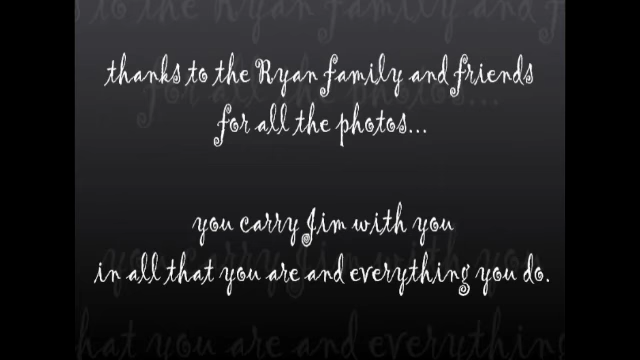 thanks to the Ryan family and friends
for all the photos...
you carry Jim with you
in all that you are and everything you do.